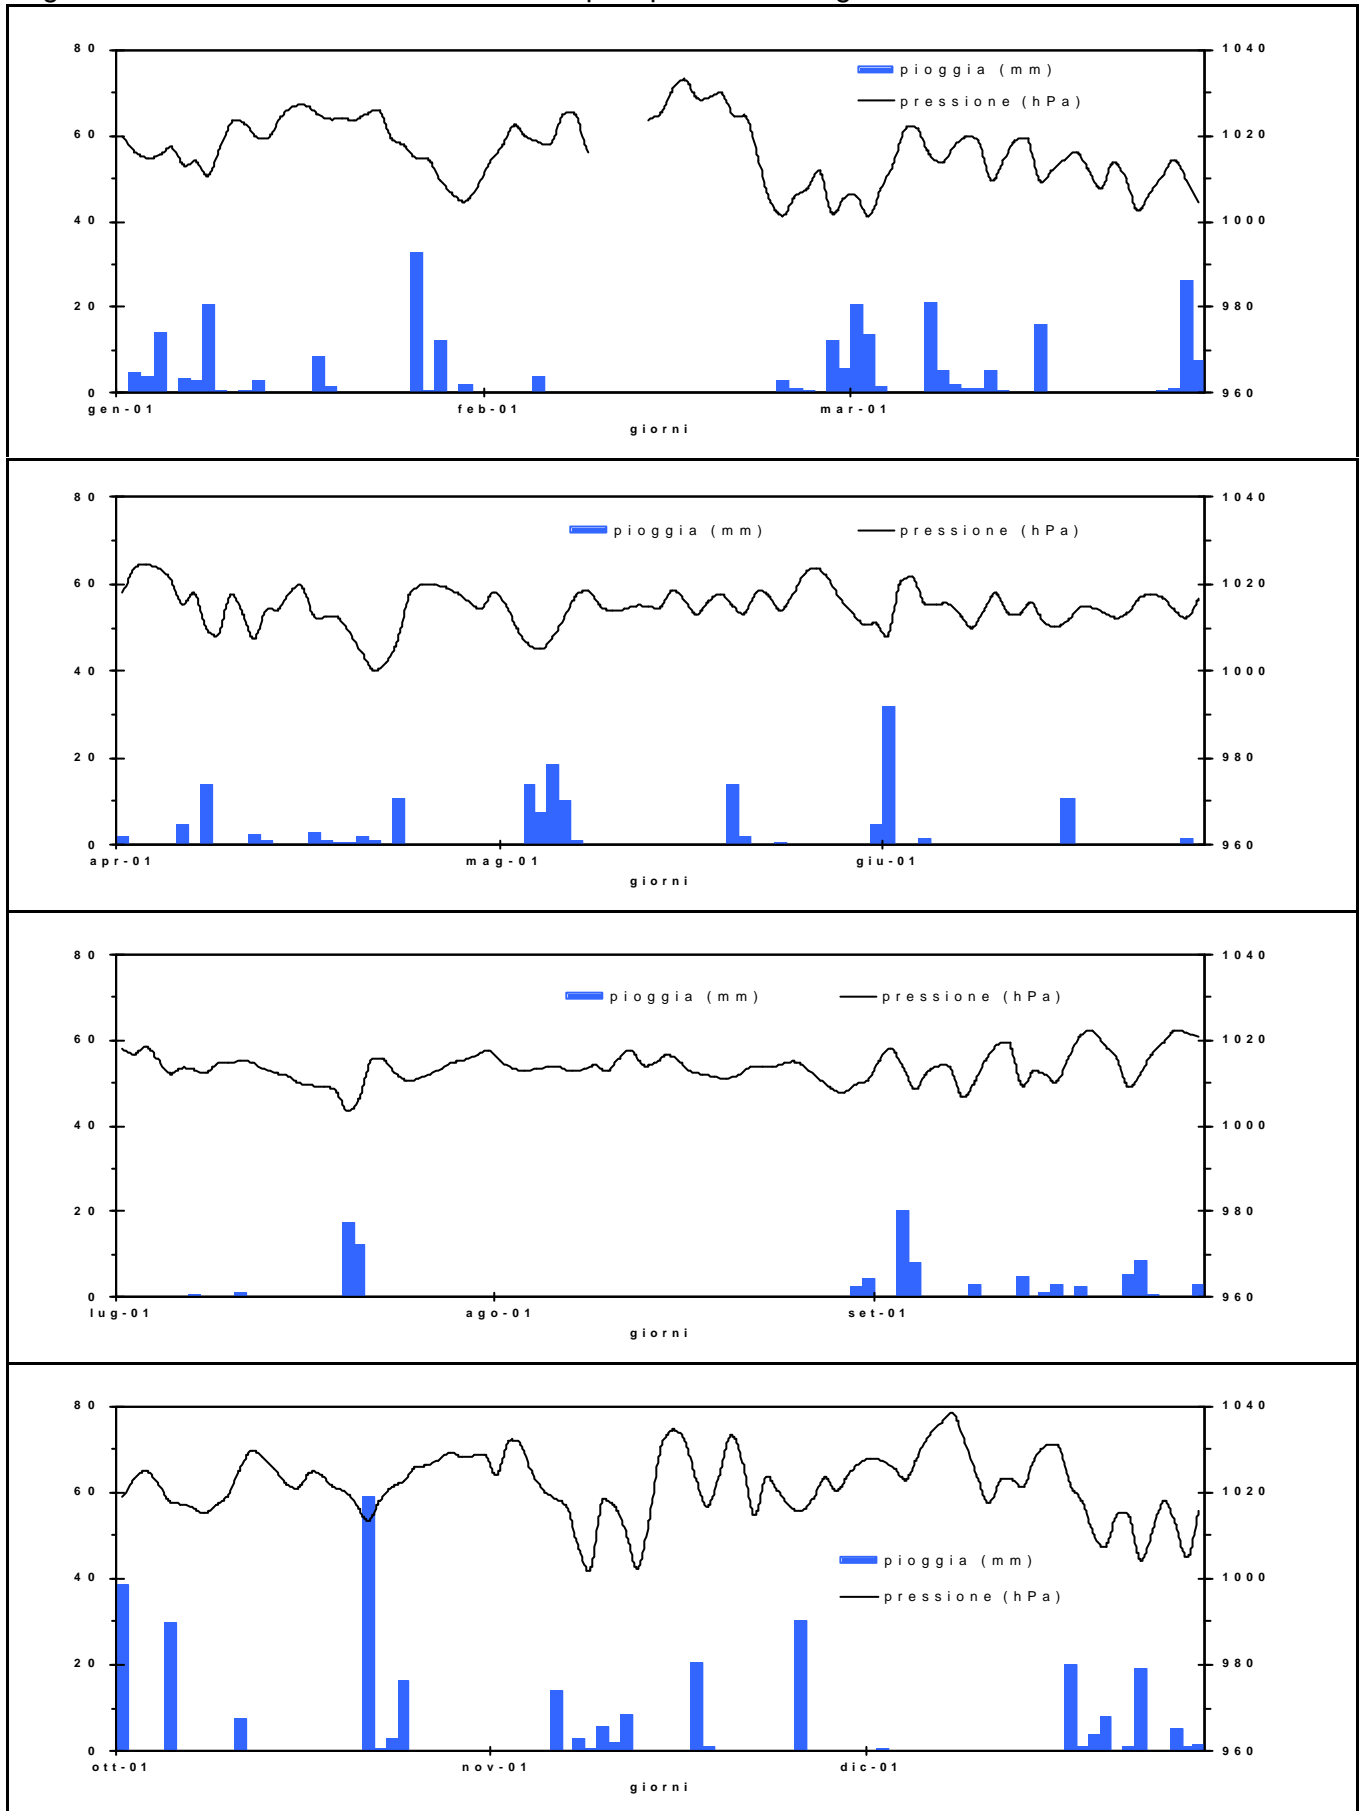 80 1040
pioggia (mm)
pressione (hPa)
60 1020
40 1000
20 980
0 960
gen-01 feb-01 mar-01
giorni
80 1040
pioggia (mm) pressione (hPa)
60 1020
40 1000
20 980
0 960
apr-01 mag-01 giu-01
giorni
80 1040
pioggia (mm) pressione (hPa)
60 1020
40 1000
20 980
0 960
lug-01 ago-01 set-01
giorni
80 1040
60 1020
pioggia (mm)
40 1000
pressione (hPa)
20 980
0 960
ott-01 nov-01 dic-01
giorni